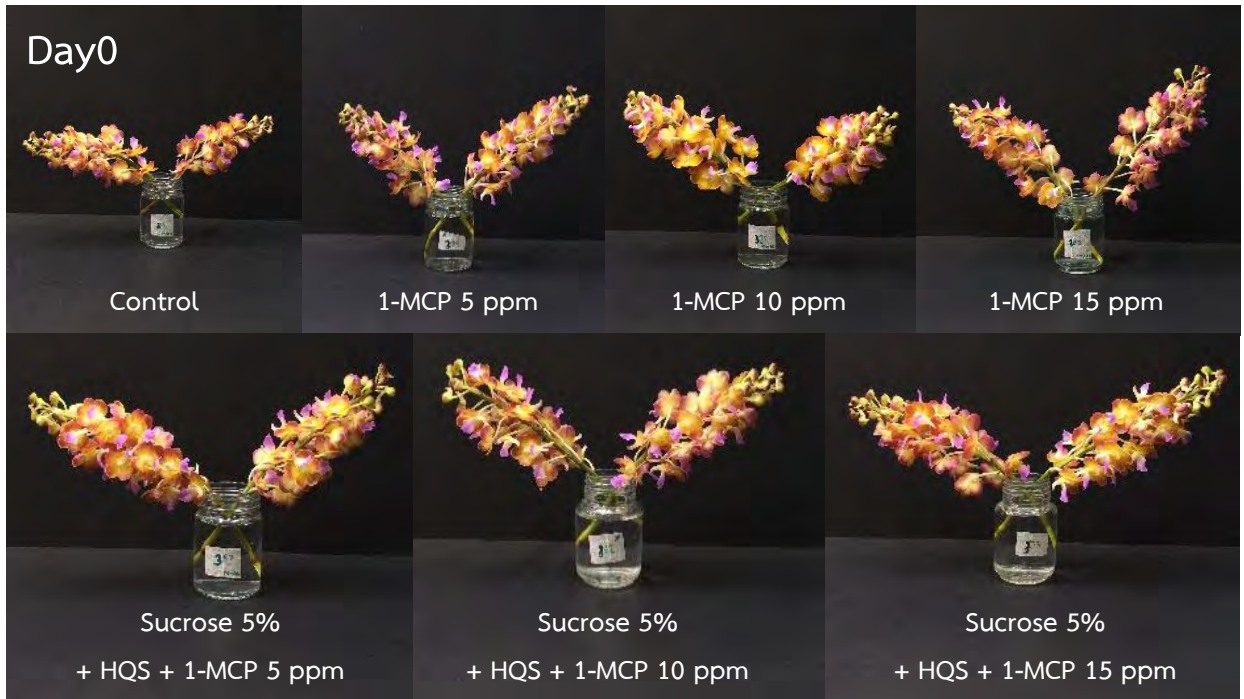 Day0
Control
1-MCP 5 ppm
1-MCP 10 ppm
1-MCP 15 ppm
Sucrose 5%
+ HQS + 1-MCP 5 ppm
Sucrose 5%
+ HQS + 1-MCP 10 ppm
Sucrose 5%
+ HQS + 1-MCP 15 ppm